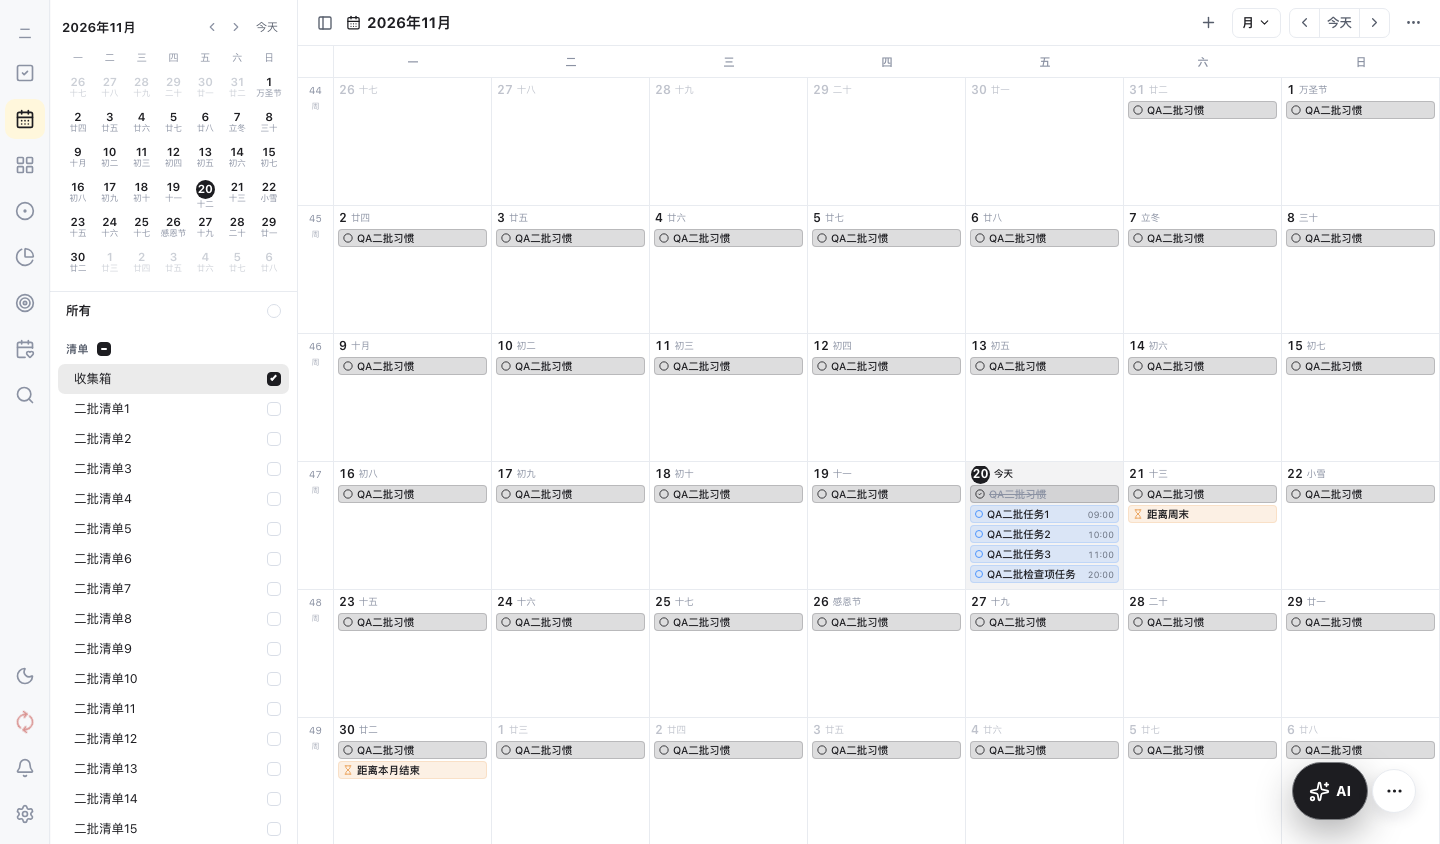 二
2026年11月 今天
一 二 三 四 五 六 日
26 27 28 29 30 31 1
十七 十八 十九 二十 廿一 廿二 万圣节
2 3 4 5 6 7 8
廿四 廿五 廿六 廿七 廿八 立冬 三十
9 10 11 12 13 14 15
十月 初二 初三 初四 初五 初六 初七
16 17 18 19 20 21 22
初八 初九 初十 十一 十二 十三 小雪
23 24 25 26 27 28 29
十五 十六 十七 感恩节 十九 二十 廿一
30 1 2 3 4 5 6
廿二 廿三 廿四 廿五 廿六 廿七 廿八
所有
清单
收集箱
二批清单1
二批清单2
二批清单3
二批清单4
二批清单5
二批清单6
二批清单7
二批清单8
二批清单9
二批清单10
二批清单11
二批清单12
二批清单13
二批清单14
二批清单15
2026年11月 月 今天
一 二 三 四 五 六 日
44 26 十七 27 十八 28 十九 29 二十 30 廿一 31 廿二 1 万圣节
周 QA二批习惯 QA二批习惯
45 2 廿四 3 廿五 4 廿六 5 廿七 6 廿八 7 立冬 8 三十
周 QA二批习惯 QA二批习惯 QA二批习惯 QA二批习惯 QA二批习惯 QA二批习惯 QA二批习惯
46 9 十月 10 初二 11 初三 12 初四 13 初五 14 初六 15 初七
周 QA二批习惯 QA二批习惯 QA二批习惯 QA二批习惯 QA二批习惯 QA二批习惯 QA二批习惯
47 16 初八 17 初九 18 初十 19 十一 20 今天 21 十三 22 小雪
周 QA二批习惯 QA二批习惯 QA二批习惯 QA二批习惯 QA二批习惯 QA二批习惯 QA二批习惯
QA二批任务1 09:00 距离周末
QA二批任务2 10:00
QA二批任务3 11:00
QA二批检查项任务 20:00
48 23 十五 24 十六 25 十七 26 感恩节 27 十九 28 二十 29 廿一
周 QA二批习惯 QA二批习惯 QA二批习惯 QA二批习惯 QA二批习惯 QA二批习惯 QA二批习惯
49 30 廿二 1 廿三 2 廿四 3 廿五 4 廿六 5 廿七 6 廿八
周 QA二批习惯 QA二批习惯 QA二批习惯 QA二批习惯 QA二批习惯 QA二批习惯 QA二批习惯
距离本月结束
AI